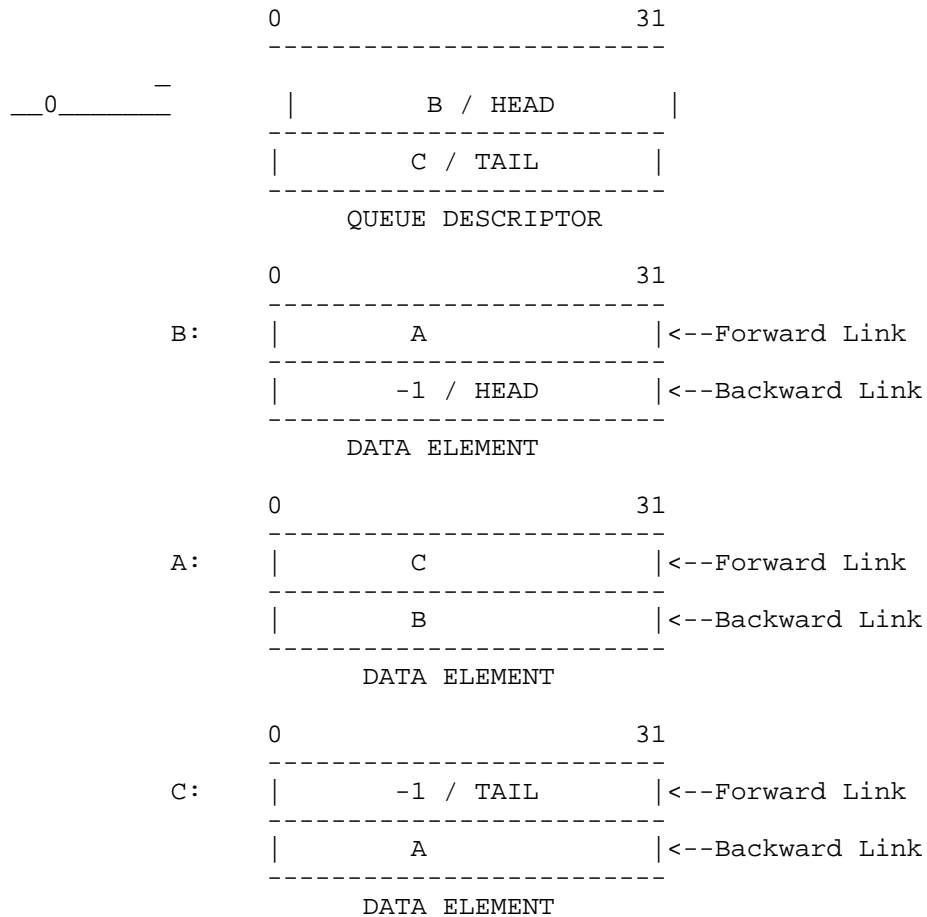 0 31
-------------------------
_
__0_______ | B / HEAD |
-------------------------
| C / TAIL |
-------------------------
QUEUE DESCRIPTOR
0 31
-------------------------
B: | A |<--Forward Link
-------------------------
| -1 / HEAD |<--Backward Link
-------------------------
DATA ELEMENT
0 31
-------------------------
A: | C |<--Forward Link
-------------------------
| B |<--Backward Link
-------------------------
DATA ELEMENT
0 31
-------------------------
C: | -1 / TAIL |<--Forward Link
-------------------------
| A |<--Backward Link
-------------------------
DATA ELEMENT